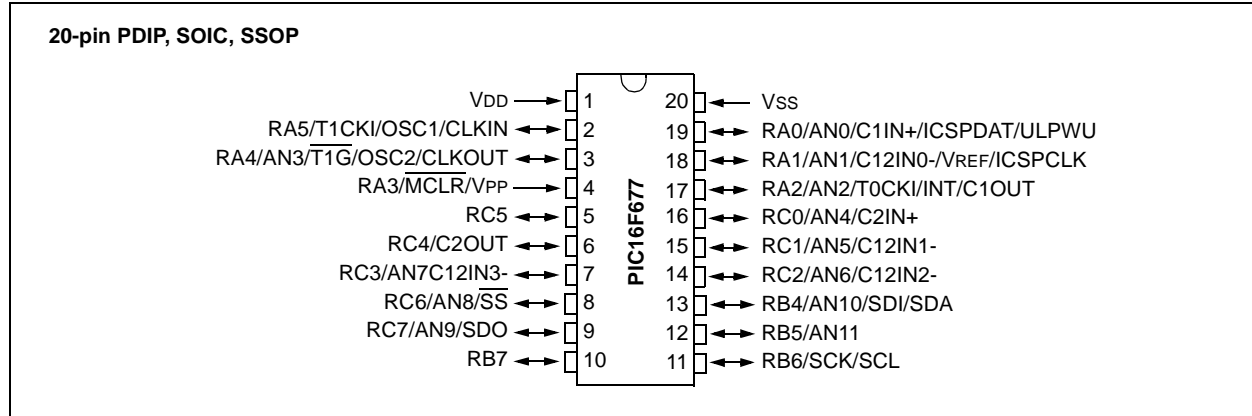 20-pin PDIP, SOIC, SSOP
VDD 1 20 VSS
RA5/T1CKI/OSC1/CLKIN 2 19 RA0/AN0/C1IN+/ICSPDAT/ULPWU
RA4/AN3/T1G/OSC2/CLKOUT 3 18 RA1/AN1/C12IN0-/VREF/ICSPCLK
RA3/MCLR/VPP 4 17 RA2/AN2/T0CKI/INT/C1OUT
RC5 5 16 RC0/AN4/C2IN+
RC4/C2OUT 6 15 RC1/AN5/C12IN1-
RC3/AN7C12IN3- 7 14 RC2/AN6/C12IN2-
RC6/AN8/SS 8 13 RB4/AN10/SDI/SDA
RC7/AN9/SDO 9 12 RB5/AN11
RB7 10 11 RB6/SCK/SCL
PIC16F677